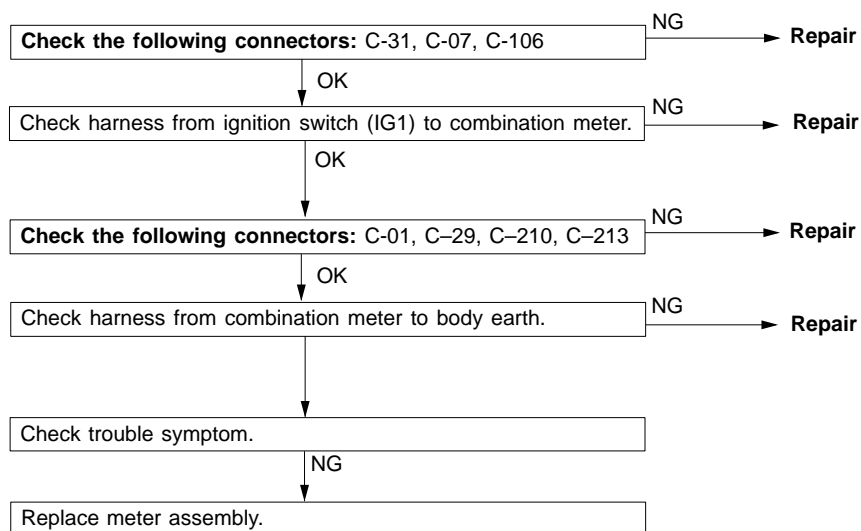 NG
Check the following connectors: C-31, C-07, C-106
Repair
OK
NG
Check harness from ignition switch (IG1) to combination meter.
Repair
OK
NG
Check the following connectors: C-01, C–29, C–210, C–213
Repair
OK
NG
Check harness from combination meter to body earth.
Repair
Check trouble symptom.
NG
Replace meter assembly.